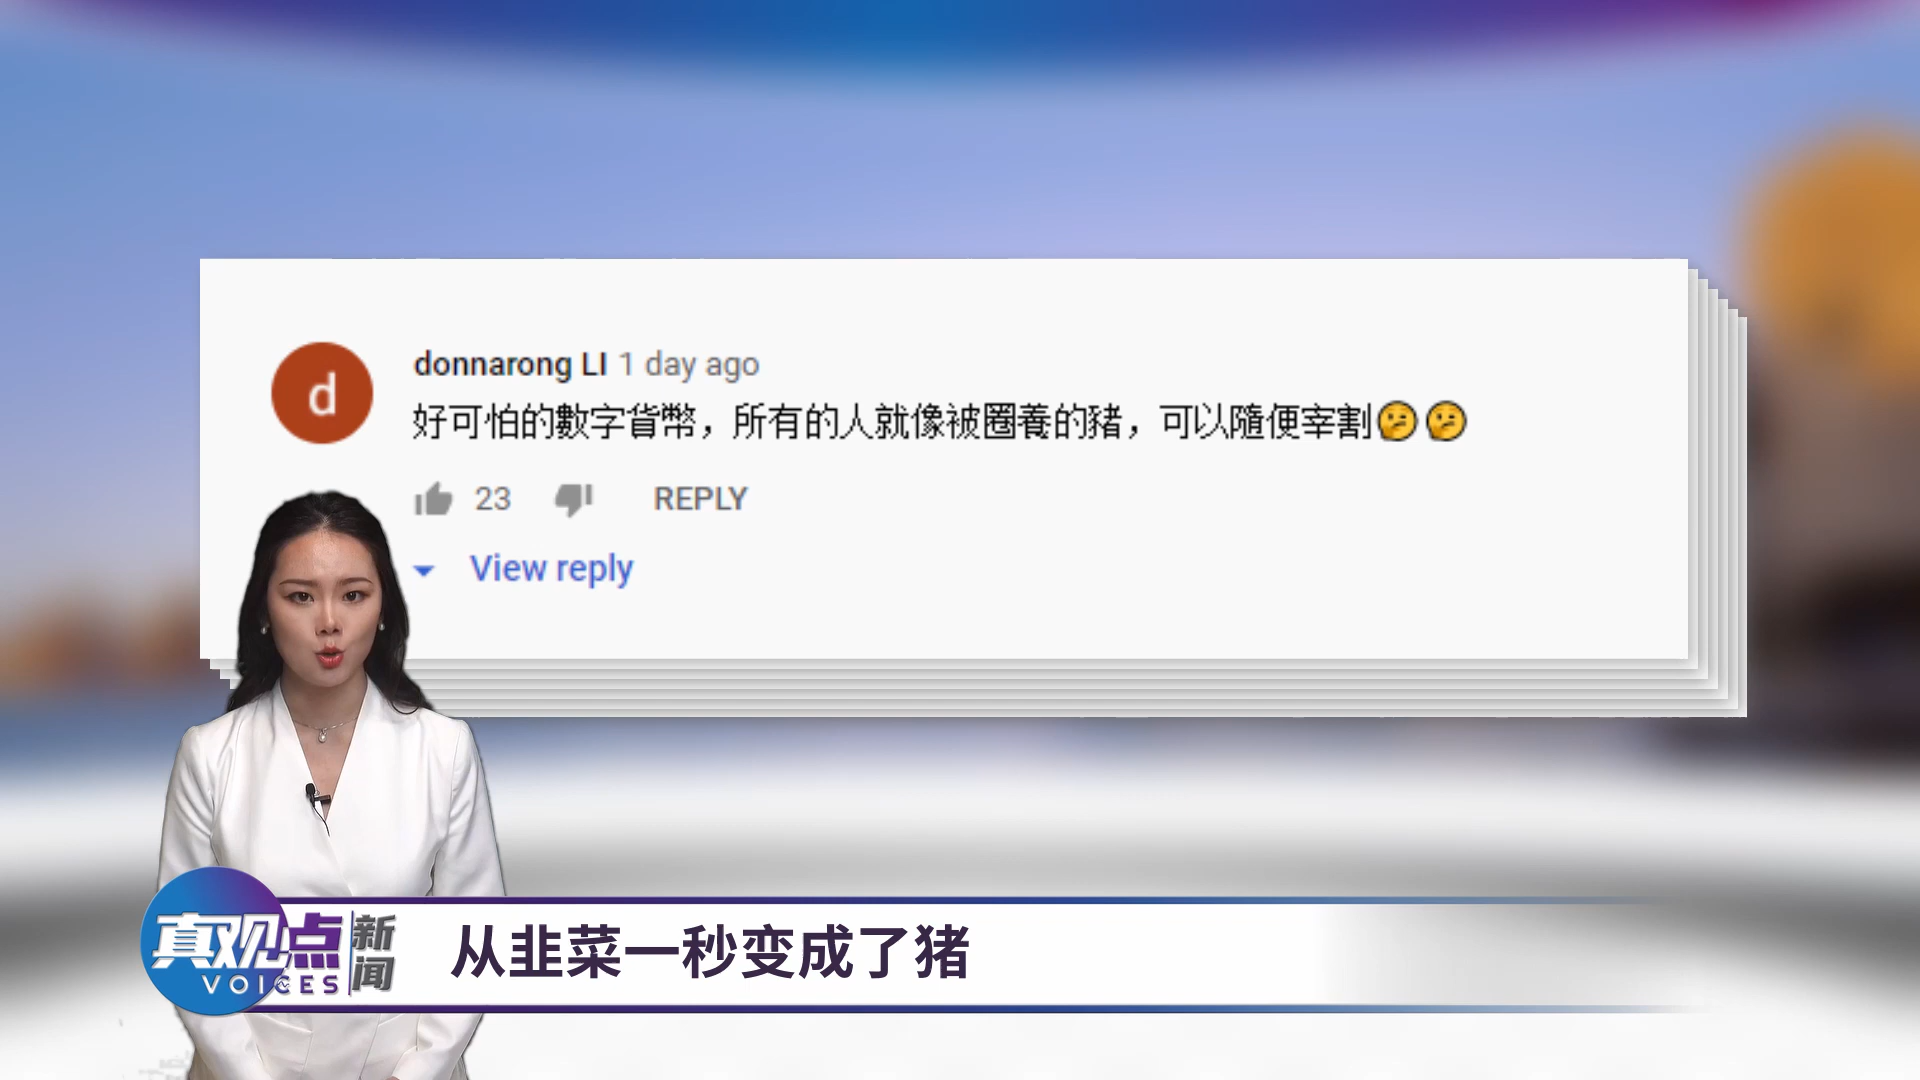 d
donnarong LI 1 day ago
好可怕的數字貨幣，所有的人就像被圈養的豬，可以隨便宰割🤔🤔
23 REPLY
View reply
真观点 新闻
VOICES
从韭菜一秒变成了猪